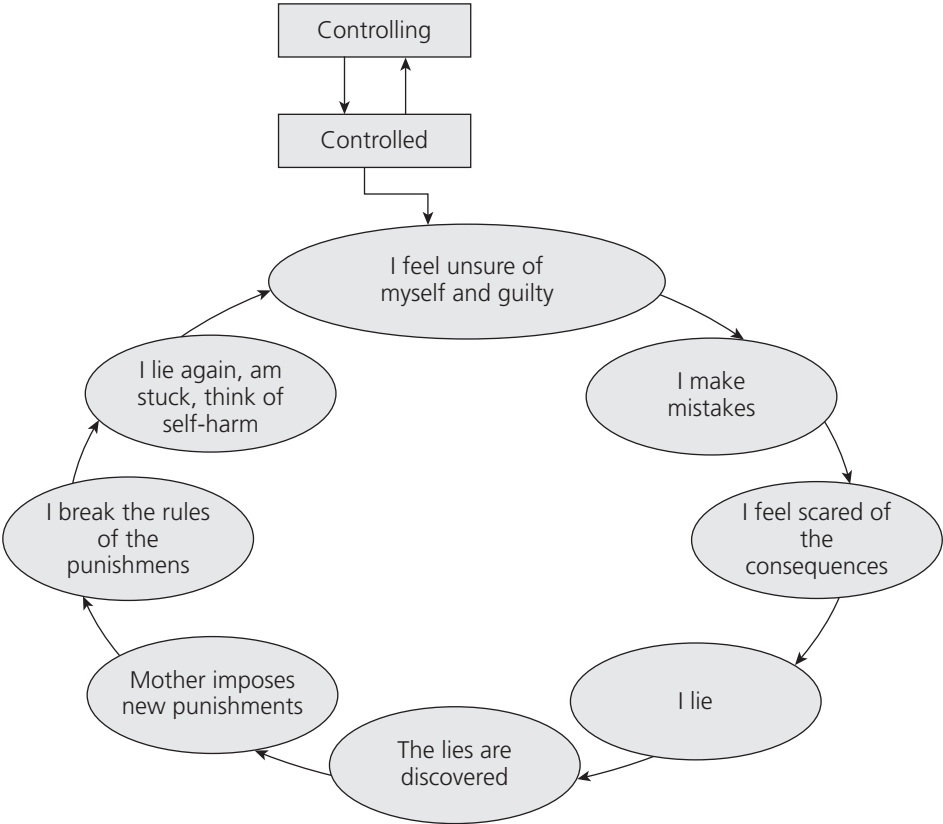 Controlling
Controlled
I feel unsure of
myself and guilty
I make
mistakes
I feel scared of
the
consequences
I lie
The lies are
discovered
Mother imposes
new punishments
I break the rules
of the
punishmens
I lie again, am
stuck, think of
self-harm